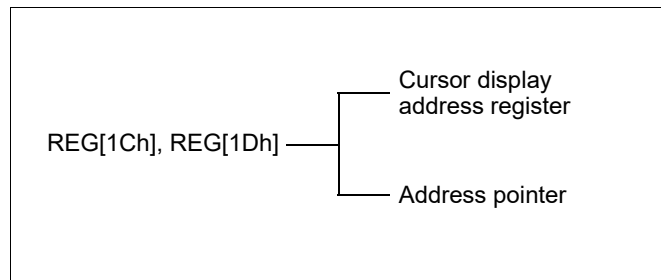 Cursor display
address register
REG[1Ch], REG[1Dh]
Address pointer